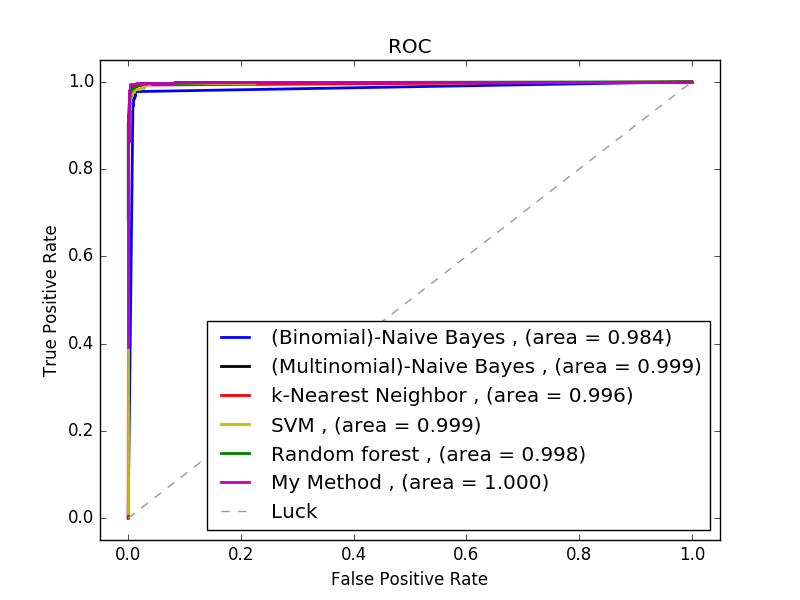 ROC
True Positive Rate
1.0
0.8
0.6
0.4
0.2
0.0
(Binomial)-Naive Bayes , (area = 0.984)
(Multinomial)-Naive Bayes , (area = 0.999)
k-Nearest Neighbor , (area = 0.996)
SVM , (area = 0.999)
Random forest , (area = 0.998)
My Method , (area = 1.000)
Luck
0.0 0.2 0.4 0.6 0.8 1.0
False Positive Rate